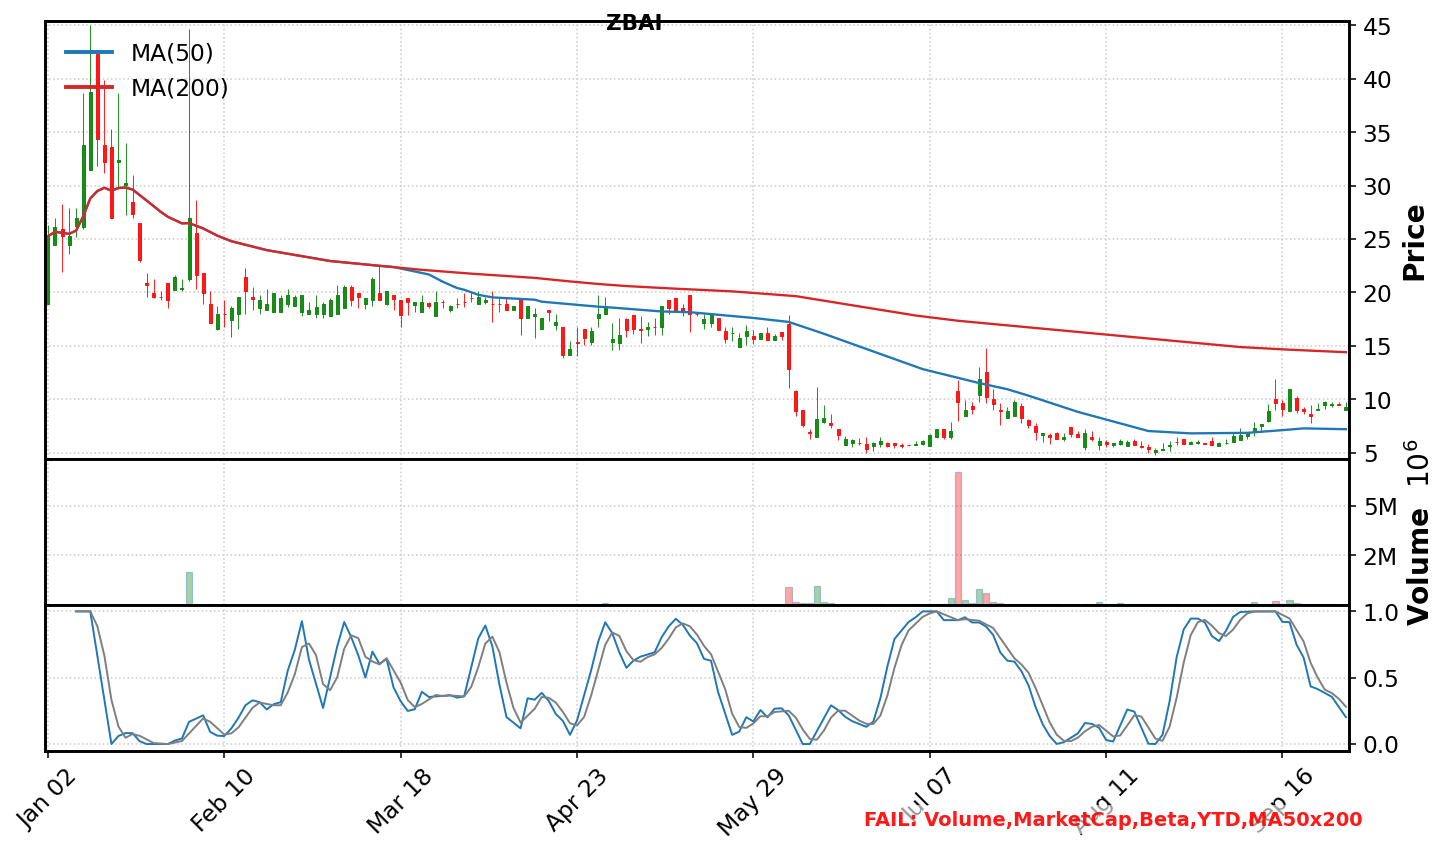 ZBAI
MA(50)
MA(200)
45
40
35
30
25
20
15
10
5
Price
5M
2M
Volume 10^6
1.0
0.5
0.0
Jan 02
Feb 10
Mar 18
Apr 23
May 29
Jul 07
Aug 11
Sep 16
FAIL: Volume,MarketCap,Beta,YTD,MA50x200